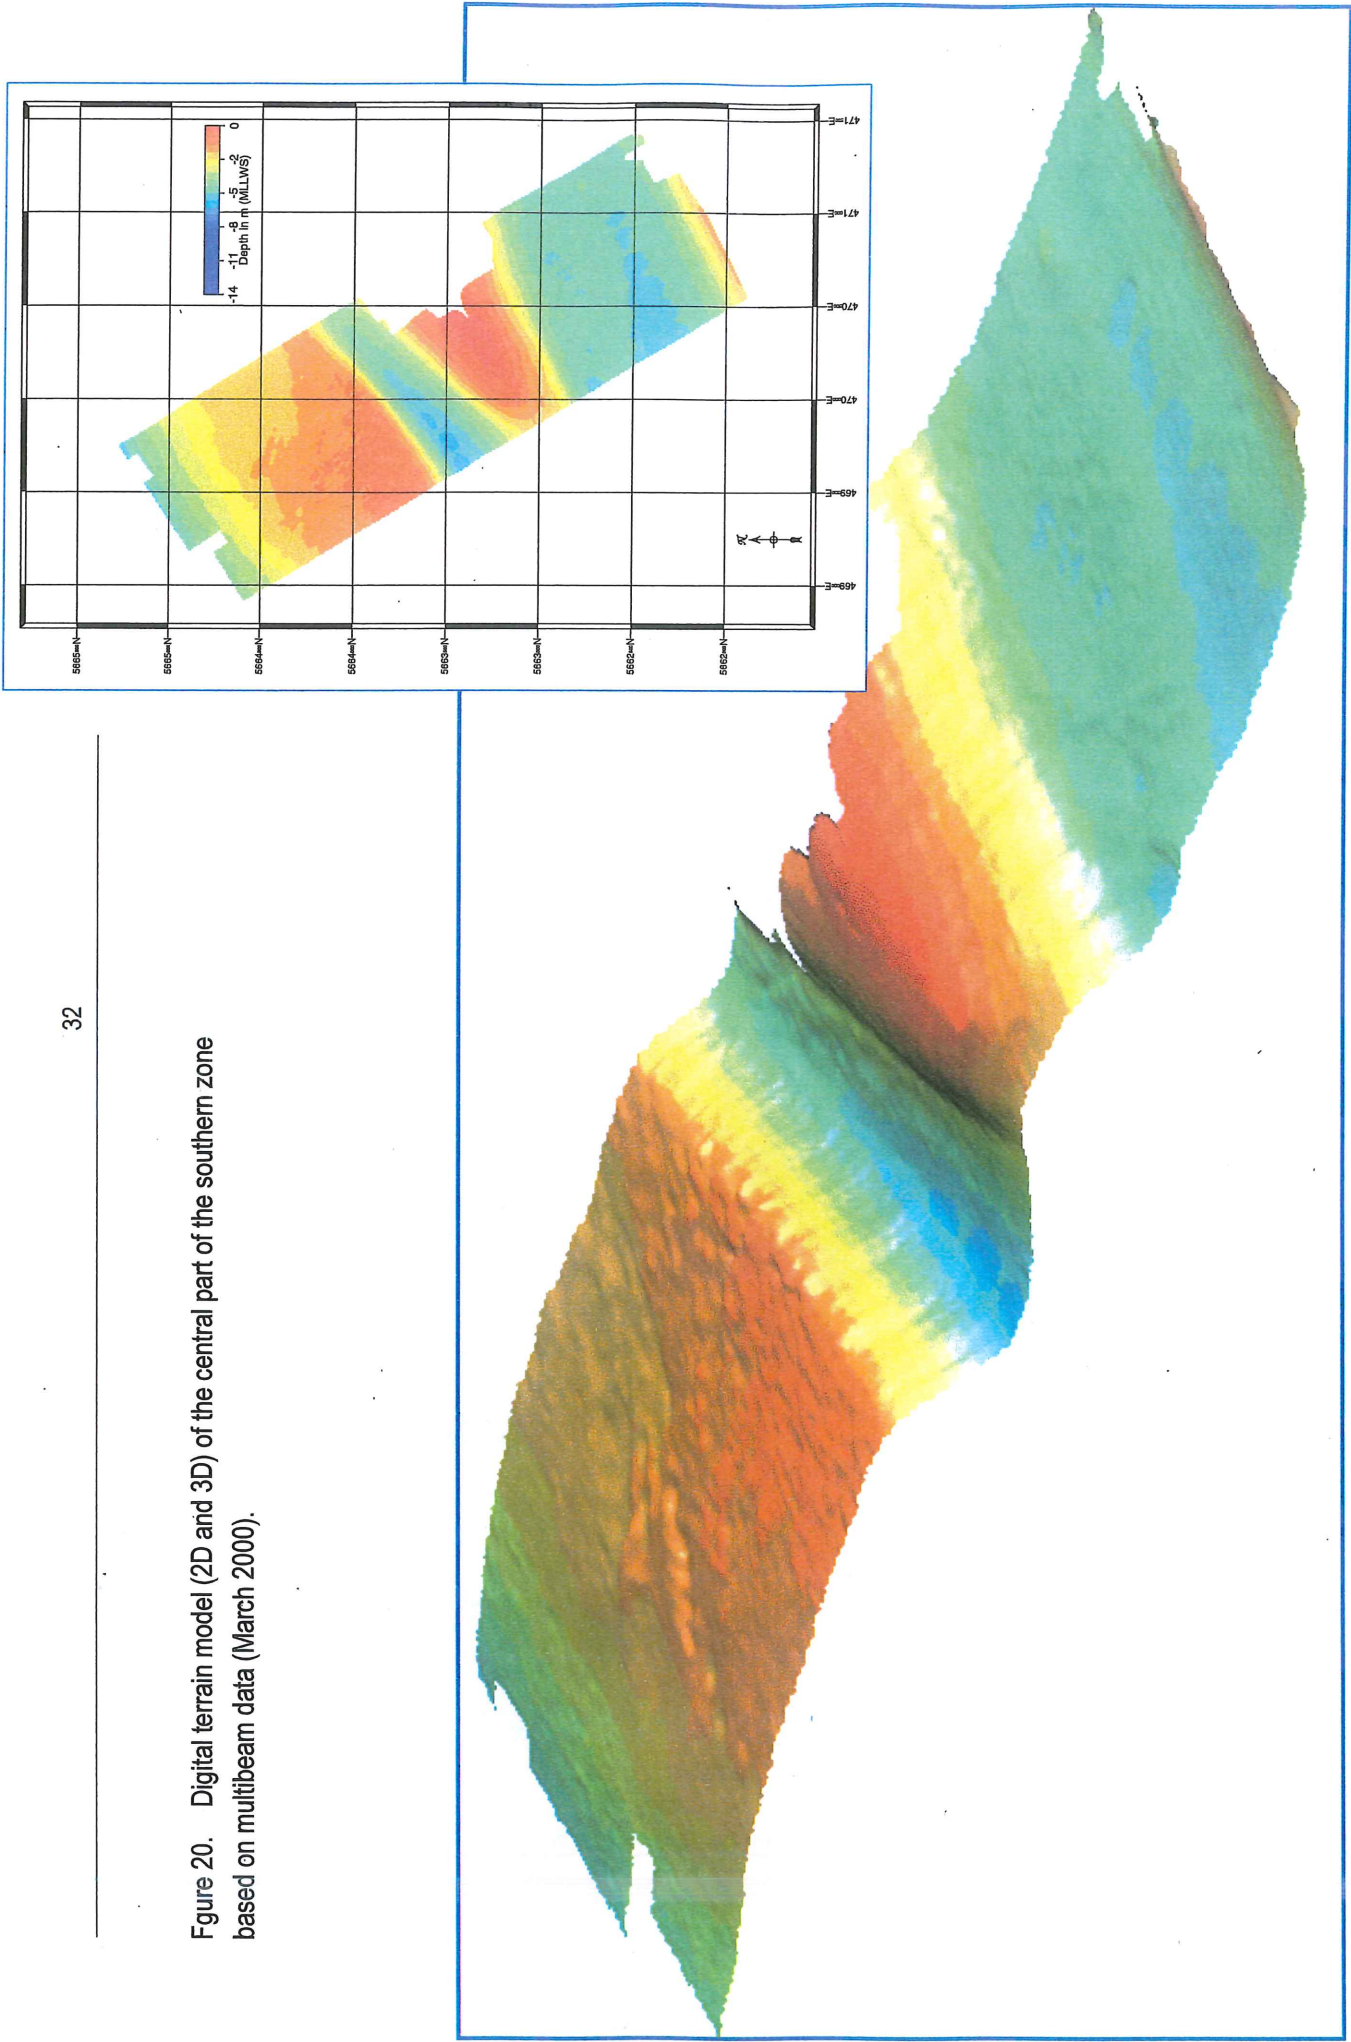 32
Fgure 20. Digital terrain model (2D and 3D) of the central part of the southern zone
based on multibeam data (March 2000).
5665∞N
5665∞N
5664∞N
5664∞N
5663∞N
5663∞N
5662∞N
5662∞N
469∞E
469∞E
470∞E
470∞E
471∞E
471∞E
-14 -11 -8 -5 -2 0
Depth in m (MLLWS)
N